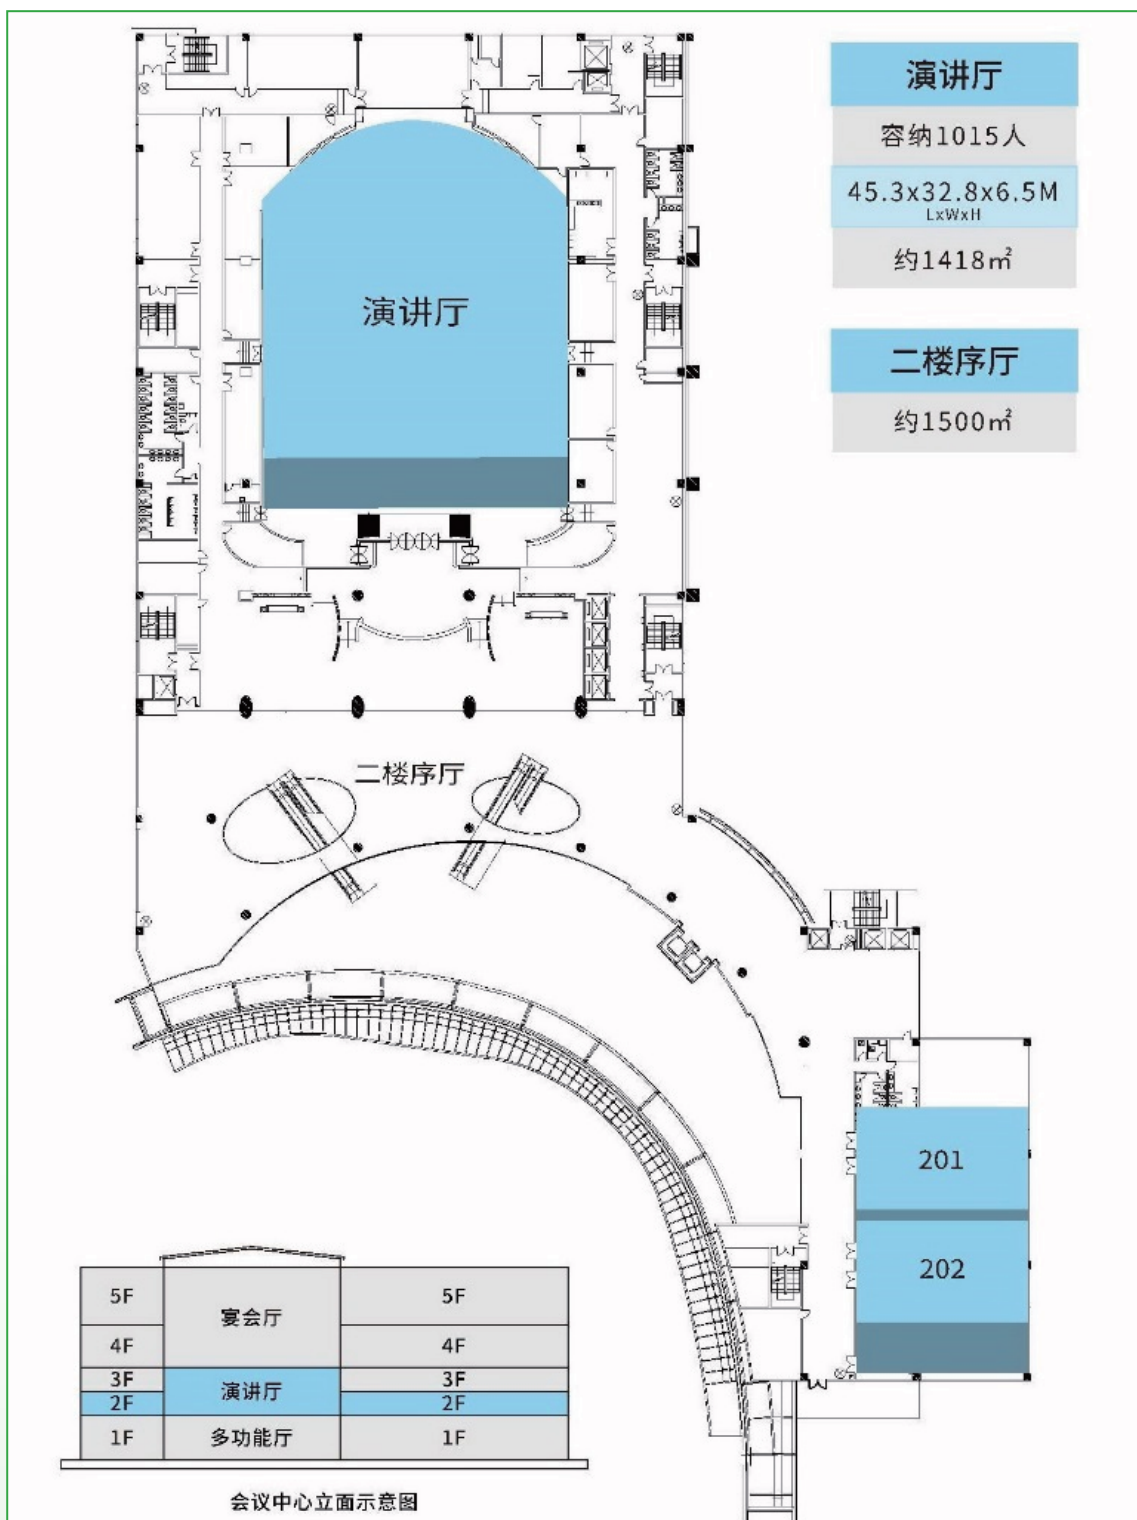 演讲厅
容纳1015人
45.3x32.8x6.5M
LxWxH
约1418㎡
二楼序厅
约1500㎡
演讲厅
二楼序厅
201
202
5F
宴会厅
5F
4F
4F
3F
演讲厅
3F
2F
2F
1F
多功能厅
1F
会议中心立面示意图